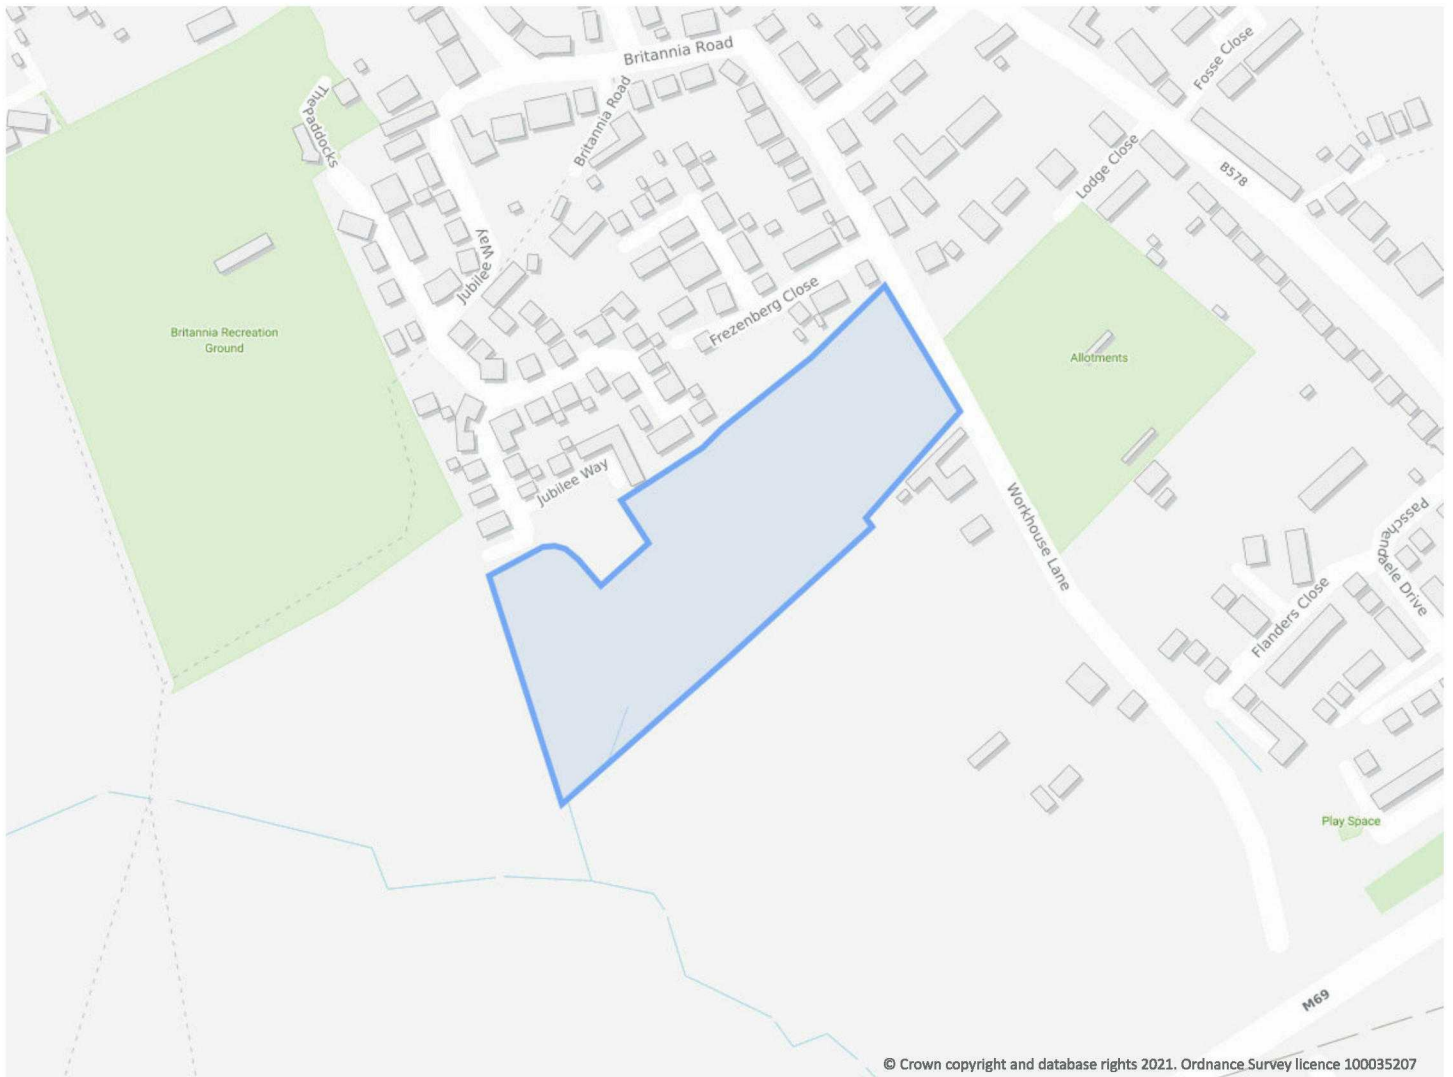 Britannia Road
Fosse Close
The Paddocks
Britannia Road
Lodge Close
B578
Jubilee Way
Frezenberg Close
Britannia Recreation
Ground
Allotments
Jubilee Way
Workhouse Lane
Passchendaele Drive
Flanders Close
Play Space
M69
© Crown copyright and database rights 2021. Ordnance Survey licence 100035207